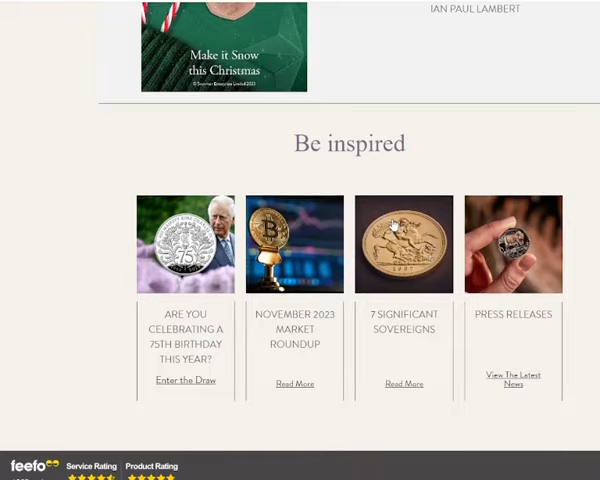 IAN PAUL LAMBERT
Make it Snow
this Christmas
Be inspired
75
ARE YOU
CELEBRATING A
75TH BIRTHDAY
THIS YEAR?
Enter the Draw
NOVEMBER 2023
MARKET
ROUNDUP
Read More
7 SIGNIFICANT
SOVEREIGNS
Read More
PRESS RELEASES
View The Latest
News
feefo
Service Rating
Product Rating